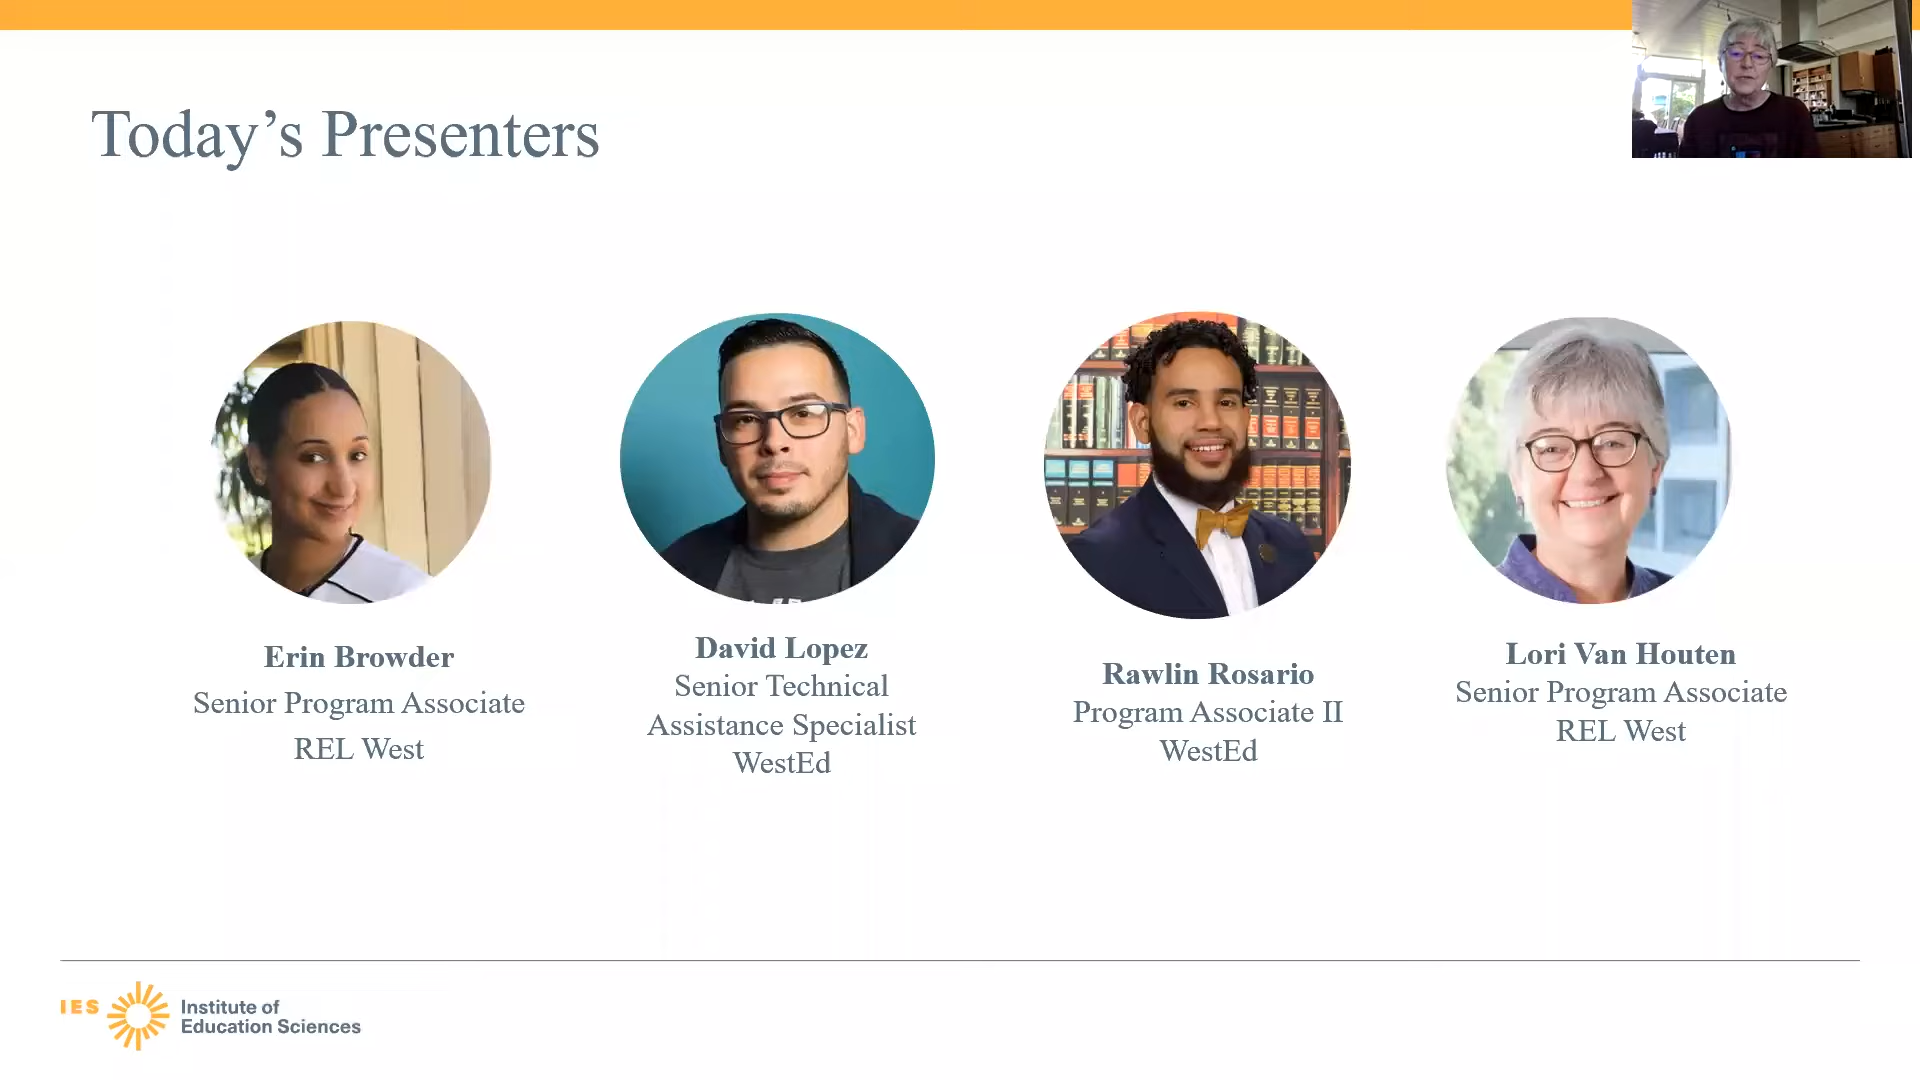 Today’s Presenters
Erin Browder
Senior Program Associate
REL West
David Lopez
Senior Technical
Assistance Specialist
WestEd
Rawlin Rosario
Program Associate II
WestEd
Lori Van Houten
Senior Program Associate
REL West
IES
Institute of
Education Sciences